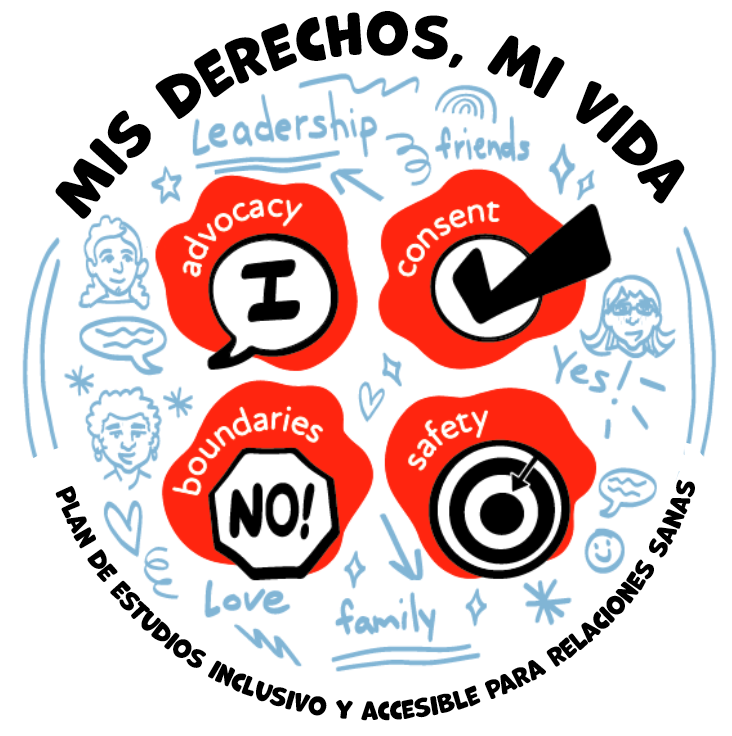 MIS DERECHOS, MI VIDA
Leadership
friends
advocacy
I
consent
Yes!
boundaries
NO!
safety
Love
family
PLAN DE ESTUDIOS INCLUSIVO Y ACCESIBLE PARA RELACIONES SANAS